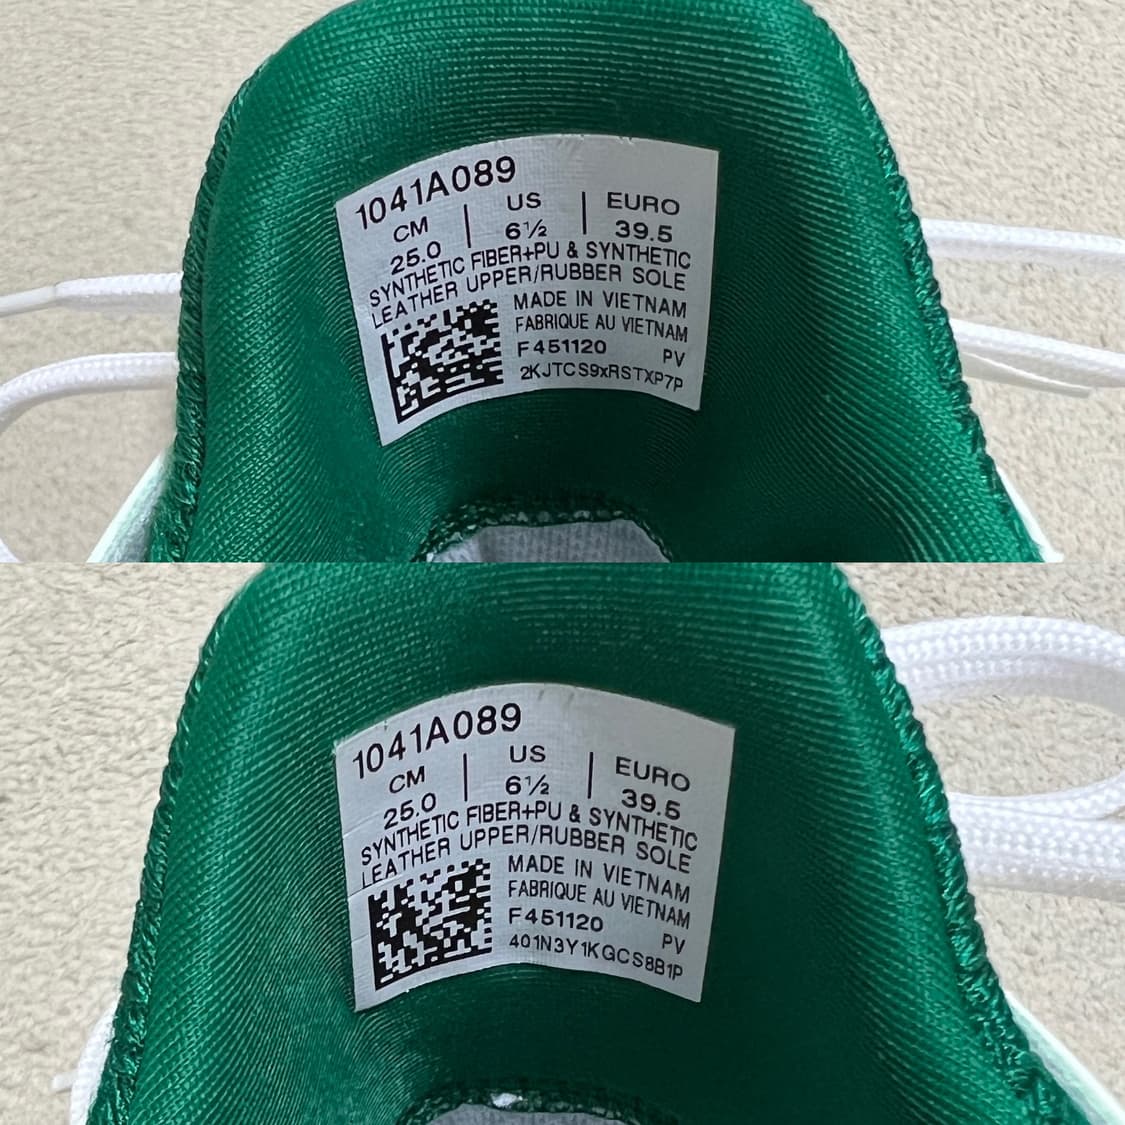 1041A089
CM | US | EURO
25.0 6½ 39.5
SYNTHETIC FIBER+PU & SYNTHETIC
LEATHER UPPER/RUBBER SOLE
MADE IN VIETNAM
FABRIQUE AU VIETNAM
F451120 PV
2KJTCS9xRSTXP7P
1041A089
CM | US | EURO
25.0 6½ 39.5
SYNTHETIC FIBER+PU & SYNTHETIC
LEATHER UPPER/RUBBER SOLE
MADE IN VIETNAM
FABRIQUE AU VIETNAM
F451120 PV
401N3Y1KGCS8B1P